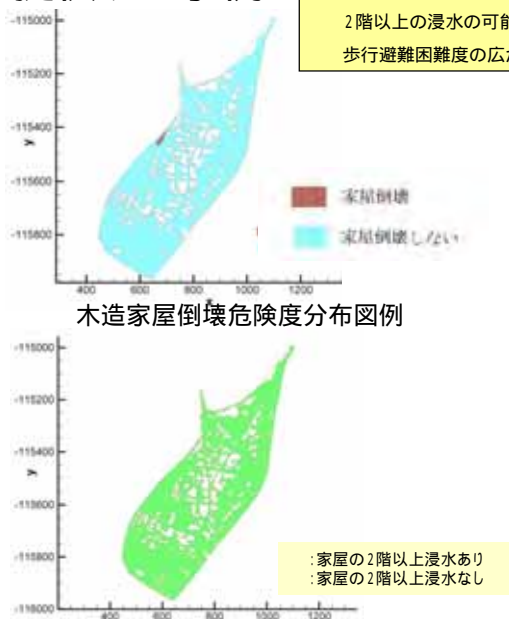 2階以上の浸水の可能
歩行避難困難度の広が
-115000
-115200
-115400
-115600
-115800
y
400
600
800
1000
1200
家屋倒壊
家屋倒壊しない
木造家屋倒壊危険度分布図例
-115000
-115200
-115400
-115600
-115800
-116000
y
400
600
800
1000
1200
:家屋の2階以上浸水あり
:家屋の2階以上浸水なし